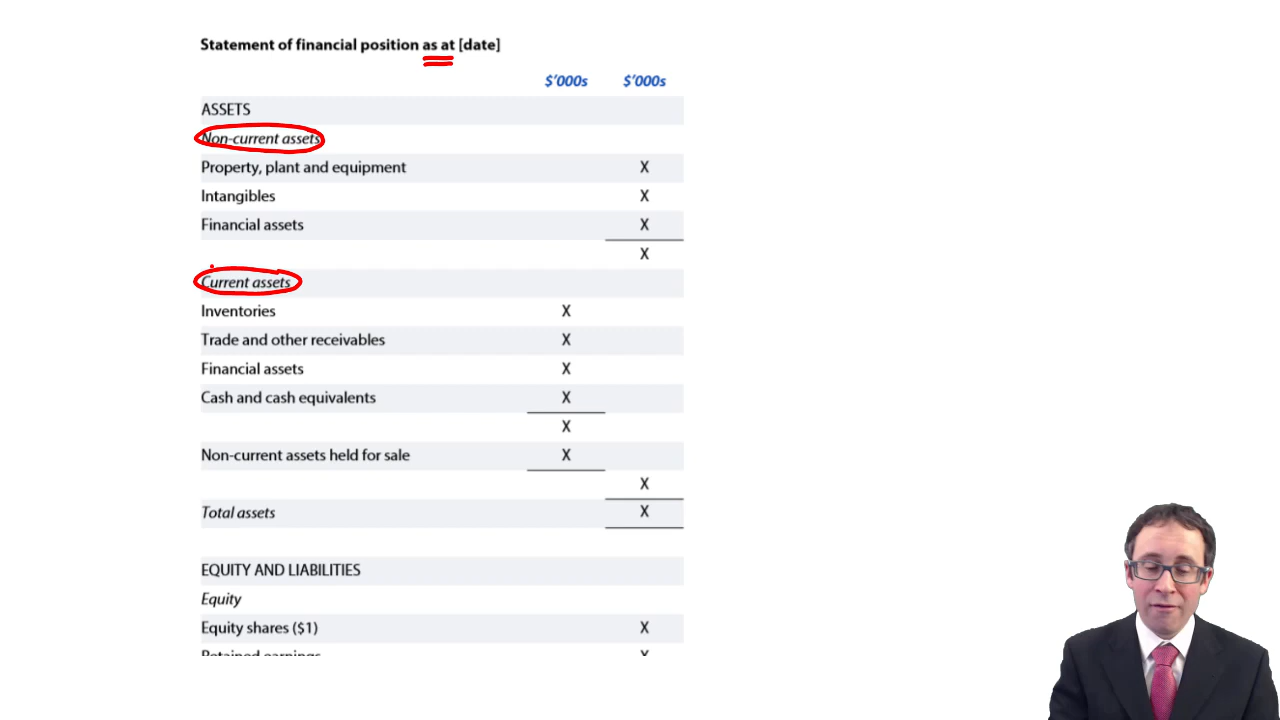 Statement of financial position as at [date]
$'000s $'000s
ASSETS
Non-current assets
Property, plant and equipment X
Intangibles X
Financial assets X
X
Current assets
Inventories X
Trade and other receivables X
Financial assets X
Cash and cash equivalents X
X
Non-current assets held for sale X
X
Total assets X
EQUITY AND LIABILITIES
Equity
Equity shares ($1) X
Retained earnings X